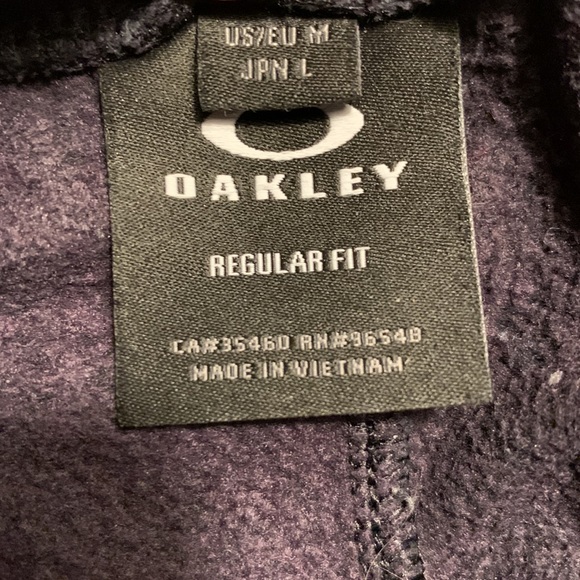 US/EU M
JPN L
OAKLEY
REGULAR FIT
CA#35460 RN#96548
MADE IN VIETNAM